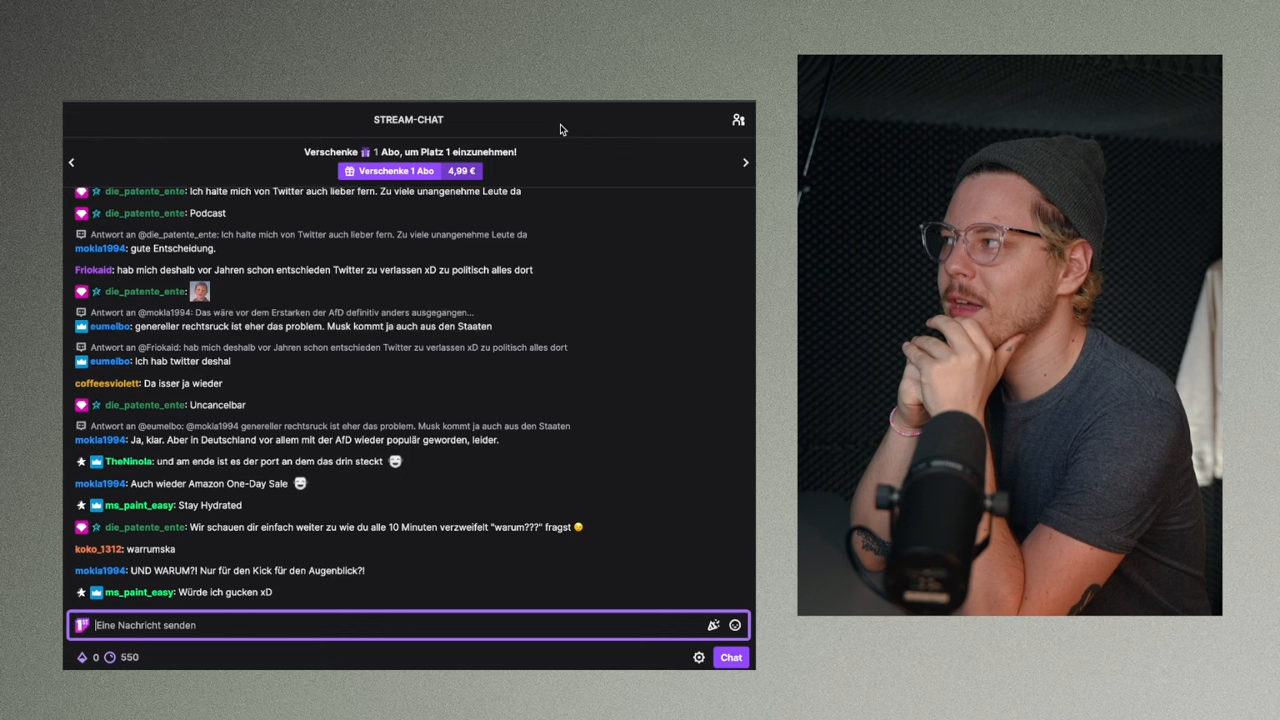 STREAM-CHAT
Verschenke 1 Abo, um Platz 1 einzunehmen!
Verschenke 1 Abo 4,99 €
die_patente_ente: Ich halte mich von Twitter auch lieber fern. Zu viele unangenehme Leute da
die_patente_ente: Podcast
Antwort an @die_patente_ente: Ich halte mich von Twitter auch lieber fern. Zu viele unangenehme Leute da
mokla1994: gute Entscheidung.
Friokaid: hab mich deshalb vor Jahren schon entschieden Twitter zu verlassen xD zu politisch alles dort
die_patente_ente:
Antwort an @mokla1994: Das wäre vor dem Erstarken der AfD definitiv anders ausgegangen...
eumelbo: genereller rechtsruck ist eher das problem. Musk kommt ja auch aus den Staaten
Antwort an @Friokaid: hab mich deshalb vor Jahren schon entschieden Twitter zu verlassen xD zu politisch alles dort
eumelbo: Ich hab twitter deshal
coffeesviolett: Da isser ja wieder
die_patente_ente: Uncancelbar
Antwort an @eumelbo: @mokla1994 genereller rechtsruck ist eher das problem. Musk kommt ja auch aus den Staaten
mokla1994: Ja, klar. Aber in Deutschland vor allem mit der AfD wieder populär geworden, leider.
TheNinola: und am ende ist es der port an dem das drin steckt
mokla1994: Auch wieder Amazon One-Day Sale
ms_paint_easy: Stay Hydrated
die_patente_ente: Wir schauen dir einfach weiter zu wie du alle 10 Minuten verzweifelt "warum???" fragst 😉
koko_1312: warrumska
mokla1994: UND WARUM?! Nur für den Kick für den Augenblick?!
ms_paint_easy: Würde ich gucken xD
1ST Eine Nachricht senden
0 550
Chat